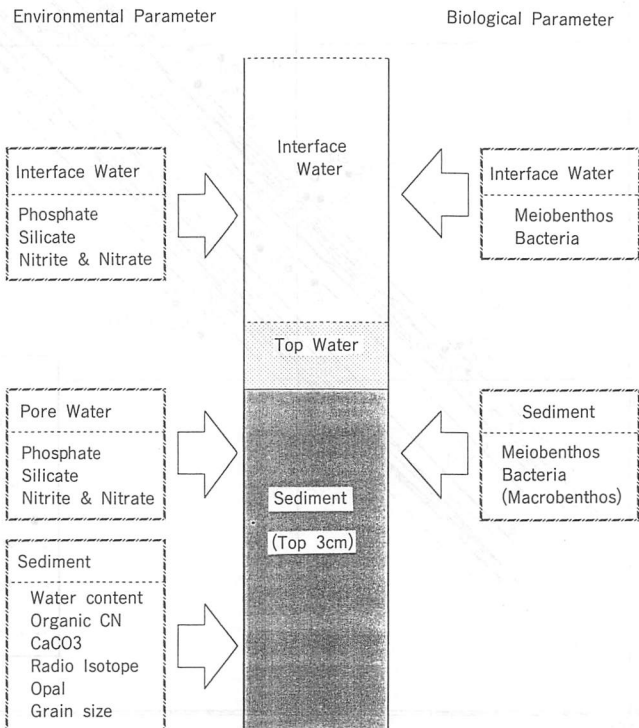 Environmental Parameter
Biological Parameter
Interface Water
Phosphate
Silicate
Nitrite & Nitrate
Interface
Water
Interface Water
Meiobenthos
Bacteria
Top Water
Pore Water
Phosphate
Silicate
Nitrite & Nitrate
Sediment
(Top 3cm)
Sediment
Meiobenthos
Bacteria
(Macrobenthos)
Sediment
Water content
Organic CN
CaCO3
Radio Isotope
Opal
Grain size